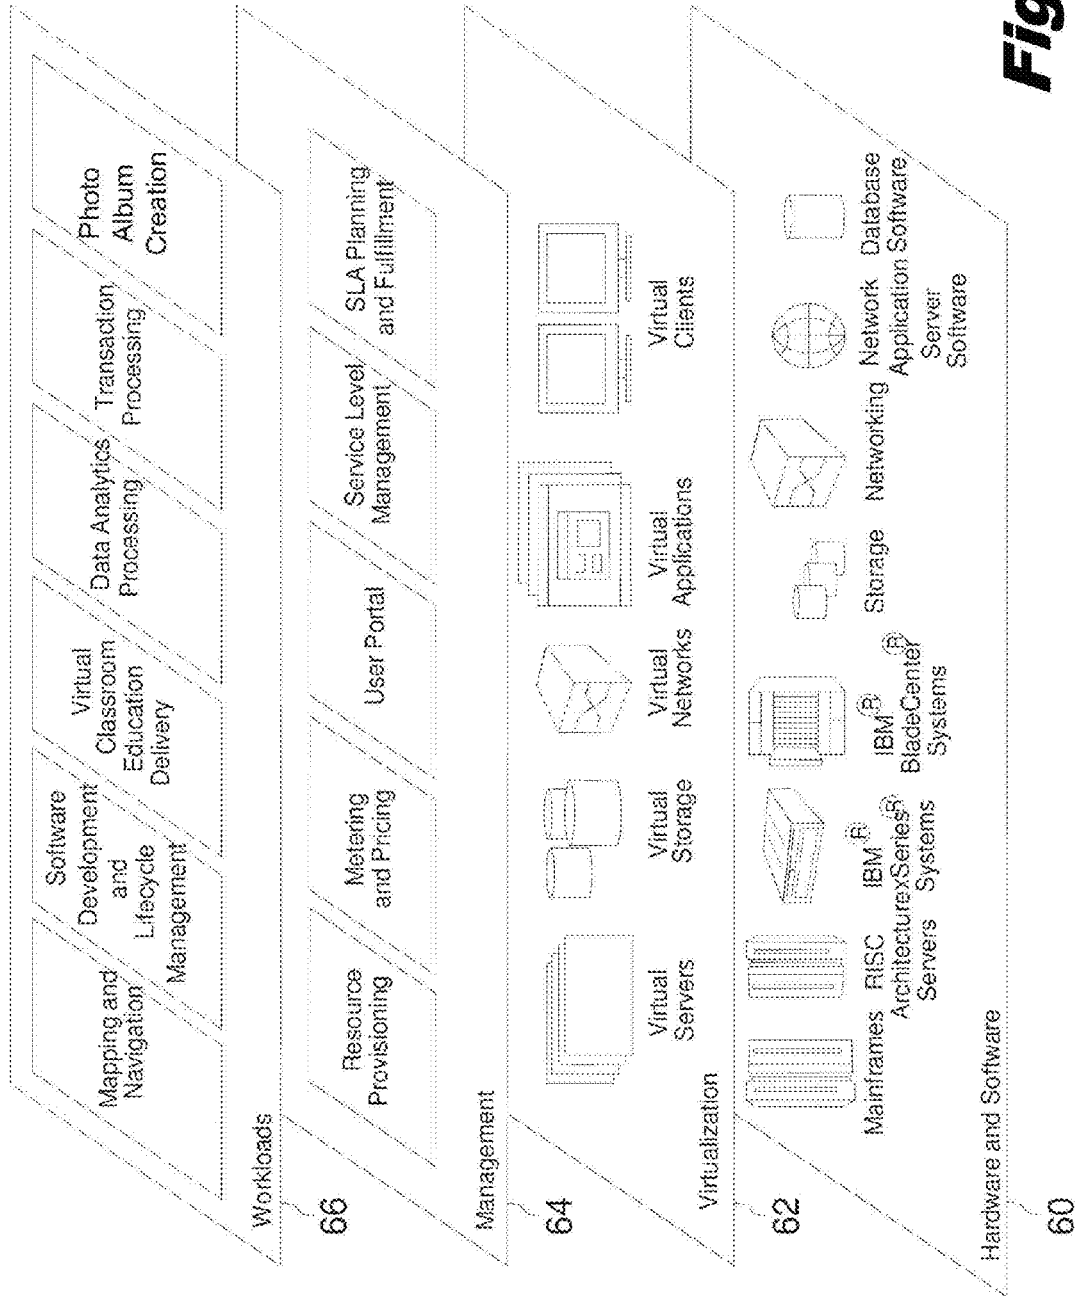 Mapping and
Navigation
Software
Development
and
Lifecycle
Management
Virtual
Classroom
Education
Delivery
Data Analytics
Processing
Transaction
Processing
Photo
Album
Creation
Workloads
66
Resource
Provisioning
Metering
and Pricing
User Portal
Service Level
Management
SLA Planning
and Fulfillment
Management
64
Virtual
Servers
Virtual
Storage
Virtual
Networks
Virtual
Applications
Virtual
Clients
Virtualization
62
Mainframes
RISC
Architecture
Servers
IBM®
xSeries®
Systems
IBM®
BladeCenter®
Systems
Storage
Networking
Network
Application
Server
Software
Database
Software
Hardware and Software
60
Fig